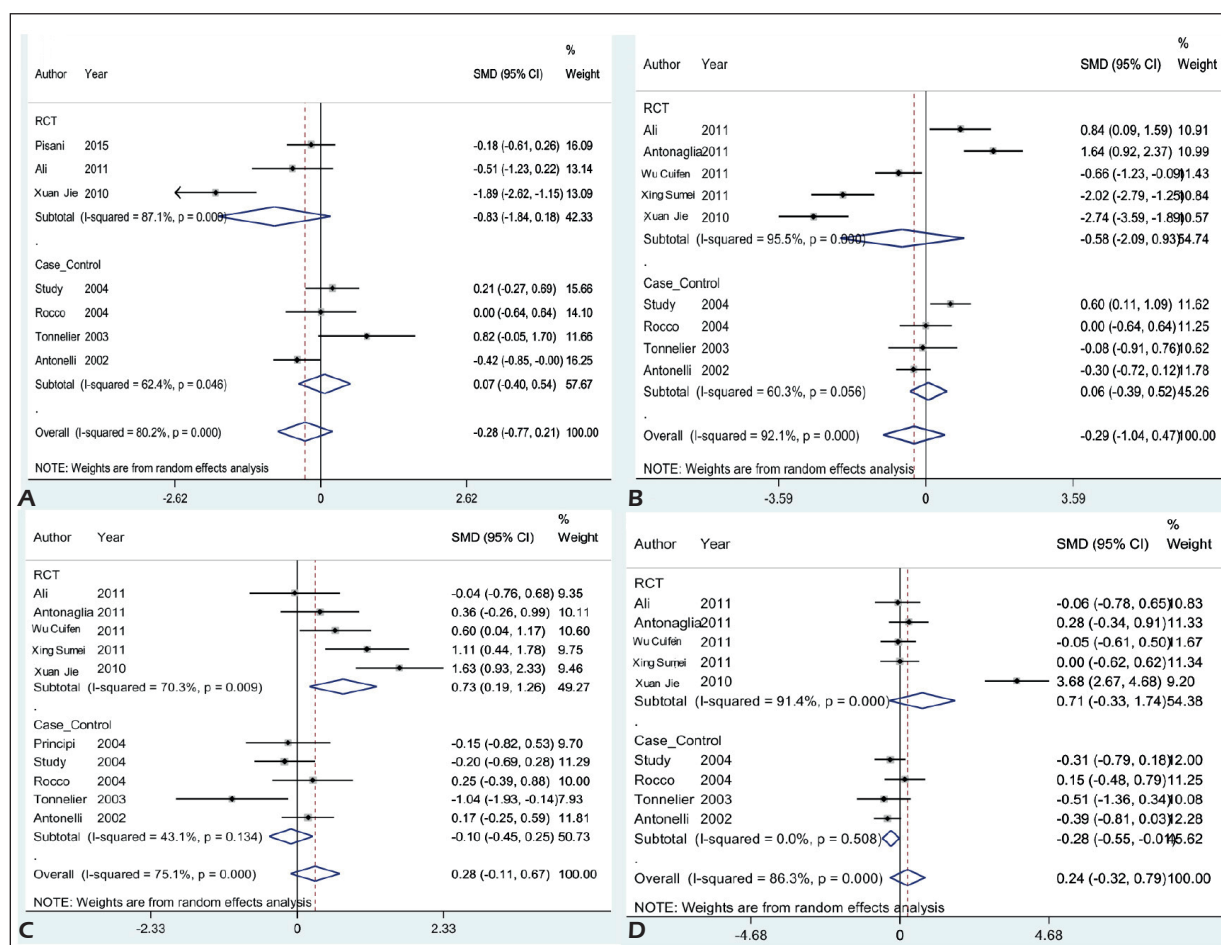 %
Author Year SMD (95% CI) Weight
RCT
Pisani 2015 -0.18 (-0.61, 0.26) 16.09
Ali 2011 -0.51 (-1.23, 0.22) 13.14
Xuan Jie 2010 -1.89 (-2.62, -1.15) 13.09
Subtotal (I-squared = 87.1%, p = 0.000) -0.83 (-1.84, 0.18) 42.33
.
Case_Control
Study 2004 0.21 (-0.27, 0.69) 15.66
Rocco 2004 0.00 (-0.64, 0.64) 14.10
Tonnelier 2003 0.82 (-0.05, 1.70) 11.66
Antonelli 2002 -0.42 (-0.85, -0.00) 16.25
Subtotal (I-squared = 62.4%, p = 0.046) 0.07 (-0.40, 0.54) 57.67
.
Overall (I-squared = 80.2%, p = 0.000) -0.28 (-0.77, 0.21) 100.00
NOTE: Weights are from random effects analysis
A
-2.62 0 2.62
%
Author Year SMD (95% CI) Weight
RCT
Ali 2011 0.84 (0.09, 1.59) 10.91
Antonaglia 2011 1.64 (0.92, 2.37) 10.99
Wu Cuifen 2011 -0.66 (-1.23, -0.09) 11.43
Xing Sumei 2011 -2.02 (-2.79, -1.25) 10.84
Xuan Jie 2010 -2.74 (-3.59, -1.89) 10.57
Subtotal (I-squared = 95.5%, p = 0.000) -0.58 (-2.09, 0.93) 54.74
.
Case_Control
Study 2004 0.60 (0.11, 1.09) 11.62
Rocco 2004 0.00 (-0.64, 0.64) 11.25
Tonnelier 2003 -0.08 (-0.91, 0.76) 10.62
Antonelli 2002 -0.30 (-0.72, 0.12) 11.78
Subtotal (I-squared = 60.3%, p = 0.056) 0.06 (-0.39, 0.52) 45.26
.
Overall (I-squared = 92.1%, p = 0.000) -0.29 (-1.04, 0.47) 100.00
NOTE: Weights are from random effects analysis
B
-3.59 0 3.59
%
Author Year SMD (95% CI) Weight
RCT
Ali 2011 -0.04 (-0.76, 0.68) 9.35
Antonaglia 2011 0.36 (-0.26, 0.99) 10.11
Wu Cuifen 2011 0.60 (0.04, 1.17) 10.60
Xing Sumei 2011 1.11 (0.44, 1.78) 9.75
Xuan Jie 2010 1.63 (0.93, 2.33) 9.46
Subtotal (I-squared = 70.3%, p = 0.009) 0.73 (0.19, 1.26) 49.27
.
Case_Control
Principi 2004 -0.15 (-0.82, 0.53) 9.70
Study 2004 -0.20 (-0.69, 0.28) 11.29
Rocco 2004 0.25 (-0.39, 0.88) 10.00
Tonnelier 2003 -1.04 (-1.93, -0.14) 7.93
Antonelli 2002 0.17 (-0.25, 0.59) 11.81
Subtotal (I-squared = 43.1%, p = 0.134) -0.10 (-0.45, 0.25) 50.73
.
Overall (I-squared = 75.1%, p = 0.000) 0.28 (-0.11, 0.67) 100.00
NOTE: Weights are from random effects analysis
C
-2.33 0 2.33
%
Author Year SMD (95% CI) Weight
RCT
Ali 2011 -0.06 (-0.78, 0.65) 10.83
Antonaglia 2011 0.28 (-0.34, 0.91) 11.33
Wu Cuifen 2011 -0.05 (-0.61, 0.50) 11.67
Xing Sumei 2011 0.00 (-0.62, 0.62) 11.34
Xuan Jie 2010 3.68 (2.67, 4.68) 9.20
Subtotal (I-squared = 91.4%, p = 0.000) 0.71 (-0.33, 1.74) 54.38
.
Case_Control
Study 2004 -0.31 (-0.79, 0.18) 12.00
Rocco 2004 0.15 (-0.48, 0.79) 11.25
Tonnelier 2003 -0.51 (-1.36, 0.34) 10.08
Antonelli 2002 -0.39 (-0.81, 0.03) 12.28
Subtotal (I-squared = 0.0%, p = 0.508) -0.28 (-0.55, -0.01) 45.62
.
Overall (I-squared = 86.3%, p = 0.000) 0.24 (-0.32, 0.79) 100.00
NOTE: Weights are from random effects analysis
D
-4.68 0 4.68